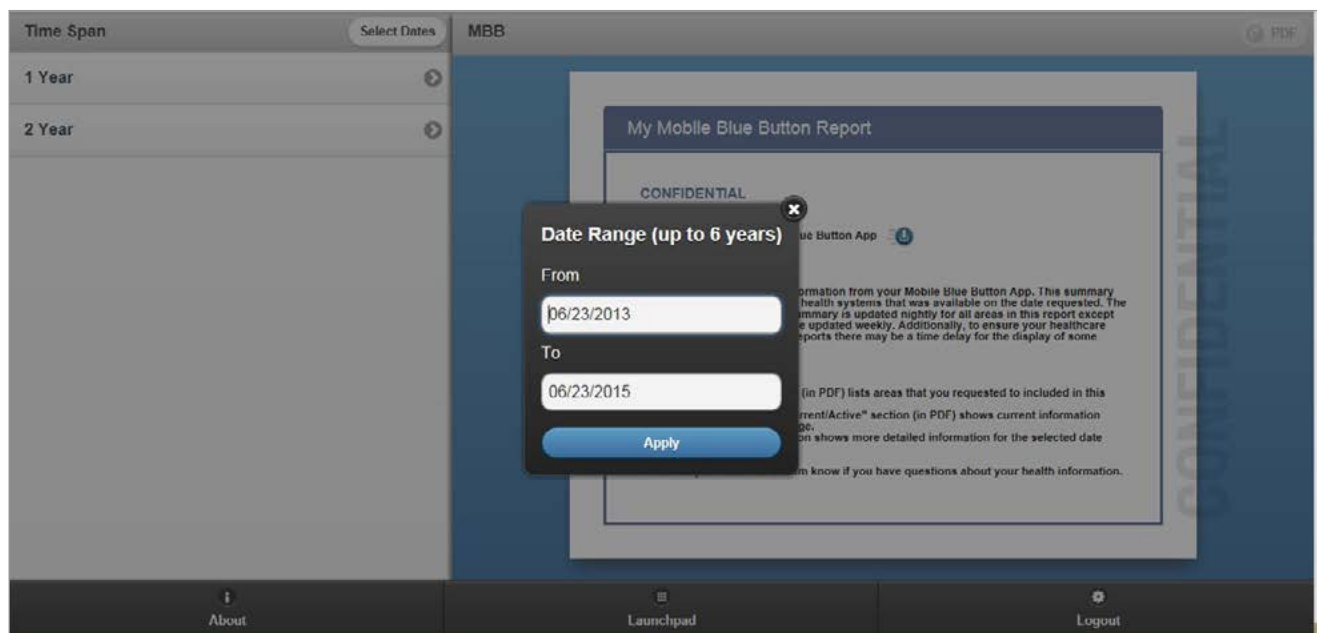 Time Span
Select Dates
MBB
PDF
1 Year
2 Year
My Mobile Blue Button Report
CONFIDENTIAL
ue Button App
ormation from your Mobile Blue Button App. This summary
health systems that was available on the date requested. The
mmary is updated nightly for all areas in this report except
e updated weekly. Additionally, to ensure your healthcare
eports there may be a time delay for the display of some
(in PDF) lists areas that you requested to included in this
rrent/Active" section (in PDF) shows current information
ge.
on shows more detailed information for the selected date
m know if you have questions about your health information.
CONFIDENTIAL
Date Range (up to 6 years)
From
06/23/2013
To
06/23/2015
Apply
About
Launchpad
Logout